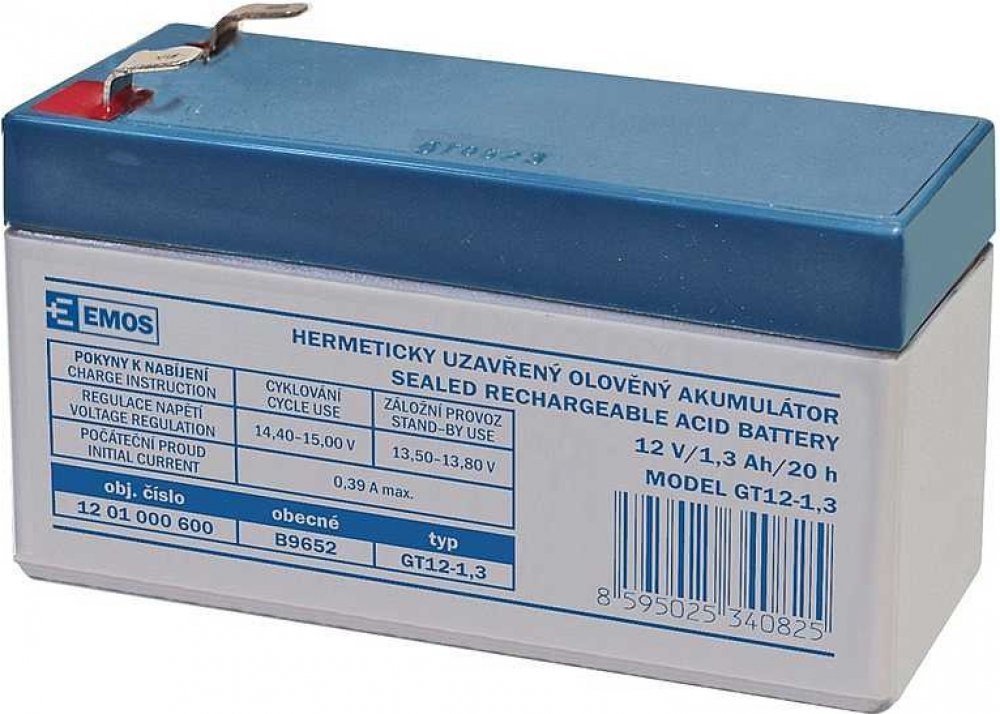 EMOS
HERMETICKY UZAVŘENÝ OLOVĚNÝ AKUMULÁTOR
SEALED RECHARGEABLE ACID BATTERY
12 V/1,3 Ah/20 h
MODEL GT12-1,3
POKYNY K NABÍJENÍ
CHARGE INSTRUCTION
CYKLOVÁNÍ
CYCLE USE
ZÁLOŽNÍ PROVOZ
STAND–BY USE
REGULACE NAPĚTÍ
VOLTAGE REGULATION
14,40–15,00 V
13,50–13,80 V
POČÁTEČNÍ PROUD
INITIAL CURRENT
0,39 A max.
obj. číslo
obecné
typ
12 01 000 600
B9652
GT12-1,3
8 595025 340825